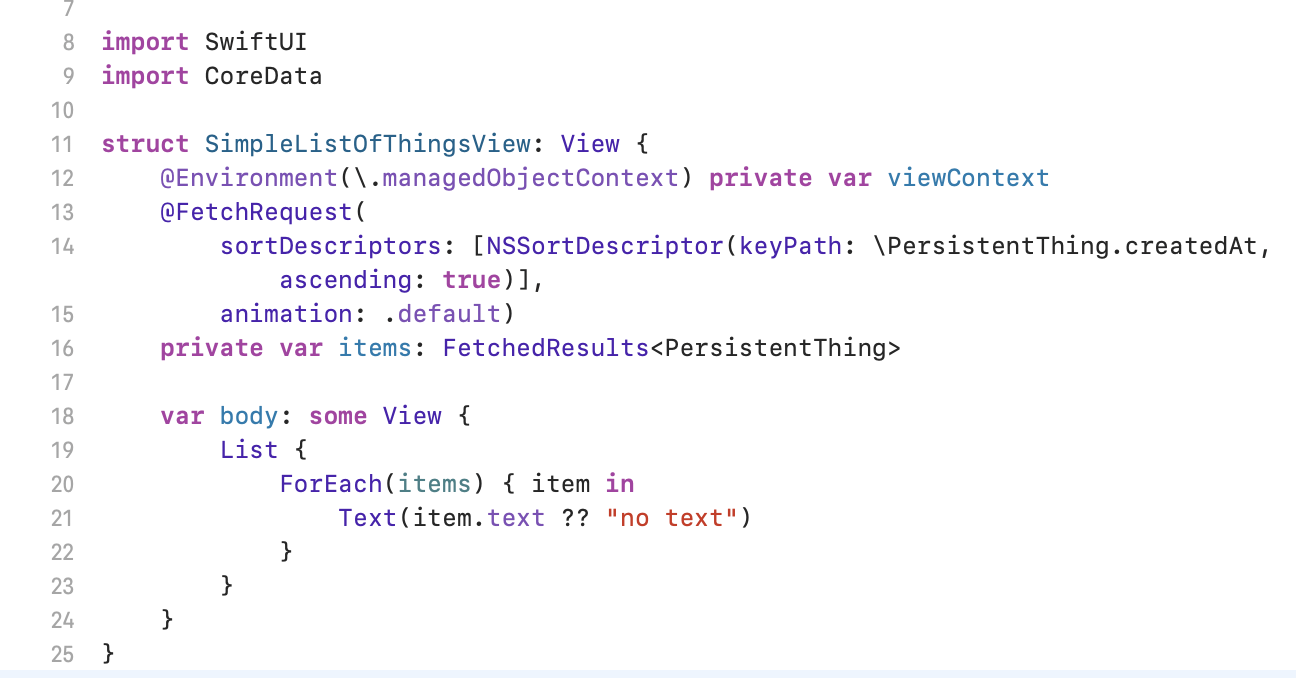 7
8 import SwiftUI
9 import CoreData
10
11 struct SimpleListOfThingsView: View {
12     @Environment(\.managedObjectContext) private var viewContext
13     @FetchRequest(
14         sortDescriptors: [NSSortDescriptor(keyPath: \PersistentThing.createdAt,
             ascending: true)],
15         animation: .default)
16     private var items: FetchedResults<PersistentThing>
17
18     var body: some View {
19         List {
20             ForEach(items) { item in
21                 Text(item.text ?? "no text")
22             }
23         }
24     }
25 }